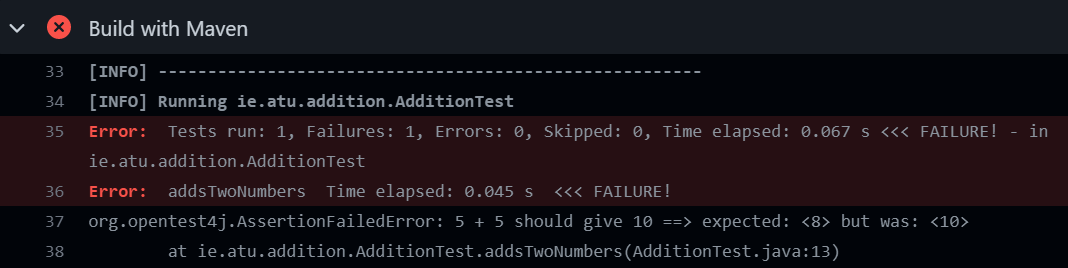 Build with Maven
33 [INFO] -------------------------------------------------------
34 [INFO] Running ie.atu.addition.AdditionTest
35 Error:  Tests run: 1, Failures: 1, Errors: 0, Skipped: 0, Time elapsed: 0.067 s <<< FAILURE! - in
ie.atu.addition.AdditionTest
36 Error:  addsTwoNumbers  Time elapsed: 0.045 s  <<< FAILURE!
37 org.opentest4j.AssertionFailedError: 5 + 5 should give 10 ==> expected: <8> but was: <10>
38         at ie.atu.addition.AdditionTest.addsTwoNumbers(AdditionTest.java:13)